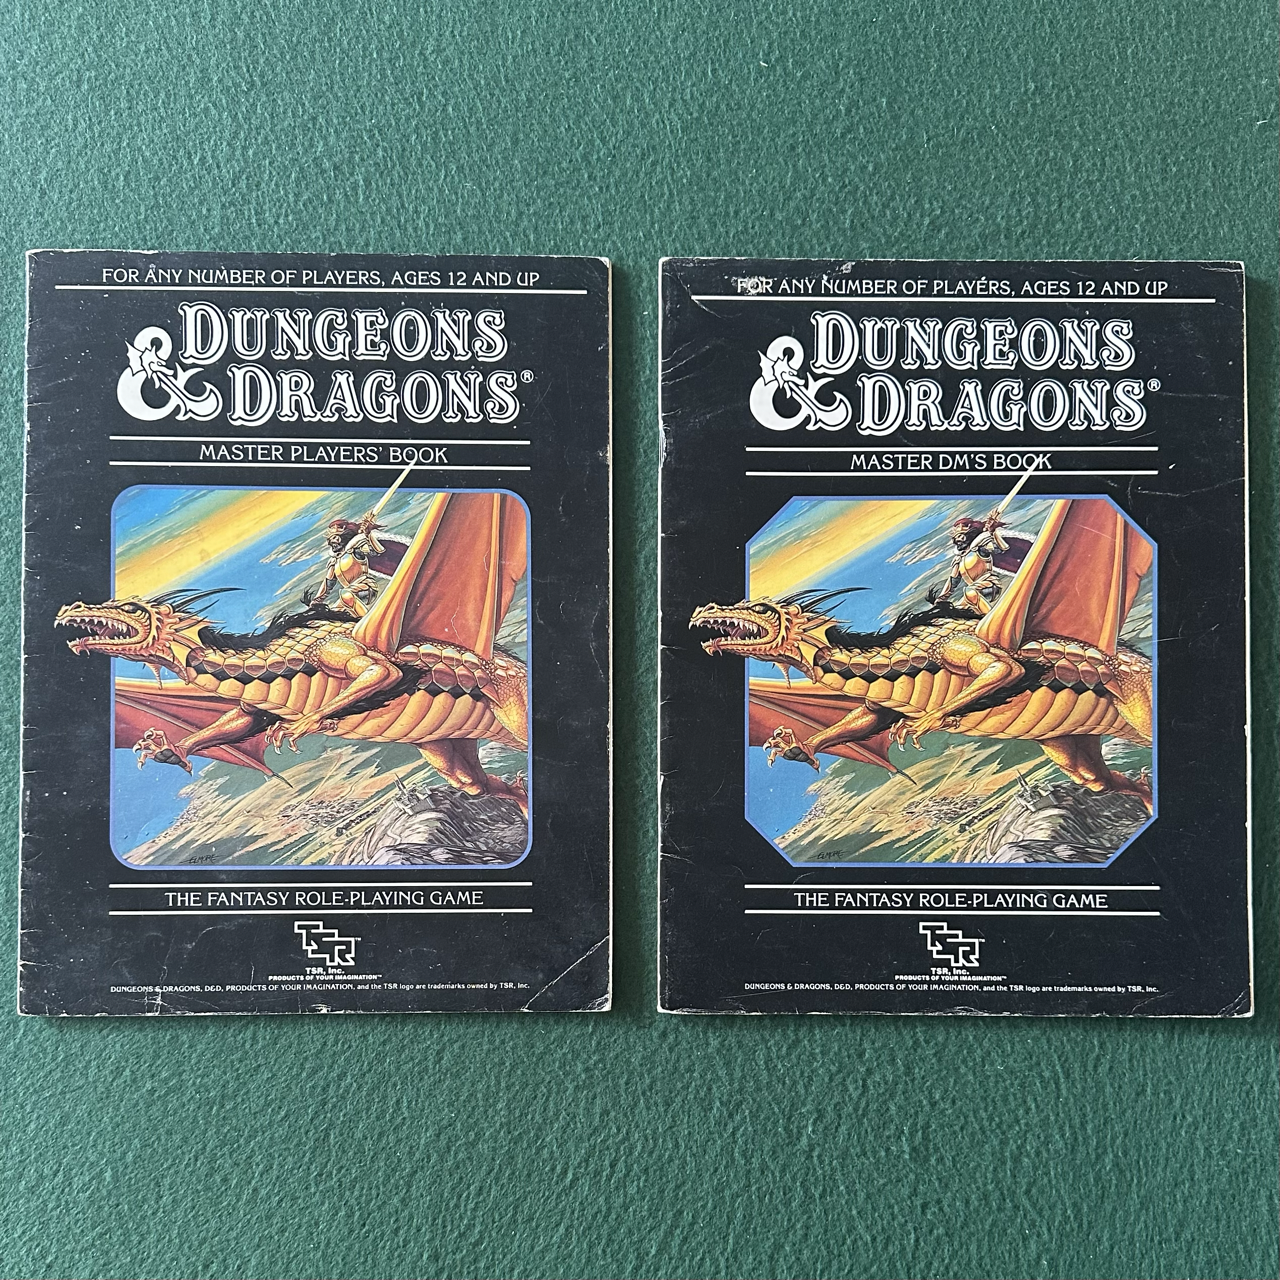 FOR ANY NUMBER OF PLAYERS, AGES 12 AND UP
DUNGEONS
& DRAGONS®
MASTER PLAYERS' BOOK
ELMORE
THE FANTASY ROLE-PLAYING GAME
TSR™
TSR, Inc.
PRODUCTS OF YOUR IMAGINATION™
DUNGEONS & DRAGONS, D&D, PRODUCTS OF YOUR IMAGINATION, and the TSR logo are trademarks owned by TSR, Inc.
FOR ANY NUMBER OF PLAYERS, AGES 12 AND UP
DUNGEONS
& DRAGONS®
MASTER DM'S BOOK
ELMORE
THE FANTASY ROLE-PLAYING GAME
TSR™
TSR, Inc.
PRODUCTS OF YOUR IMAGINATION™
DUNGEONS & DRAGONS, D&D, PRODUCTS OF YOUR IMAGINATION, and the TSR logo are trademarks owned by TSR, Inc.